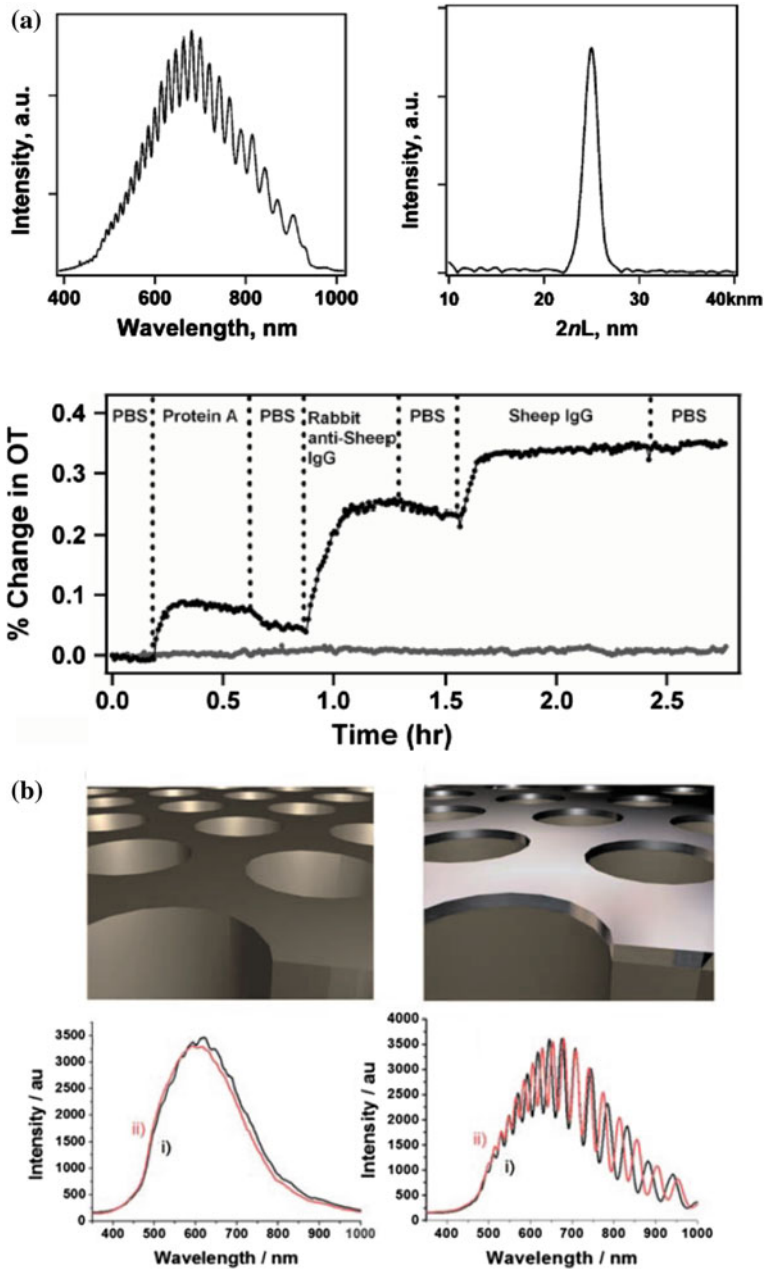 (a)
Intensity, a.u.
400 600 800 1000
Wavelength, nm
Intensity, a.u.
10 20 30 40knm
2nL, nm
% Change in OT
0.4
0.3
0.2
0.1
0.0
PBS Protein A PBS Rabbit
anti-Sheep
IgG
PBS Sheep IgG PBS
0.0 0.5 1.0 1.5 2.0 2.5
Time (hr)
(b)
Intensity / au
3500
3000
2500
2000
1500
1000
500
0
ii)
i)
400 500 600 700 800 900 1000
Wavelength / nm
Intensity / au
4000
3500
3000
2500
2000
1500
1000
500
0
ii)
i)
400 500 600 700 800 900 1000
Wavelength / nm